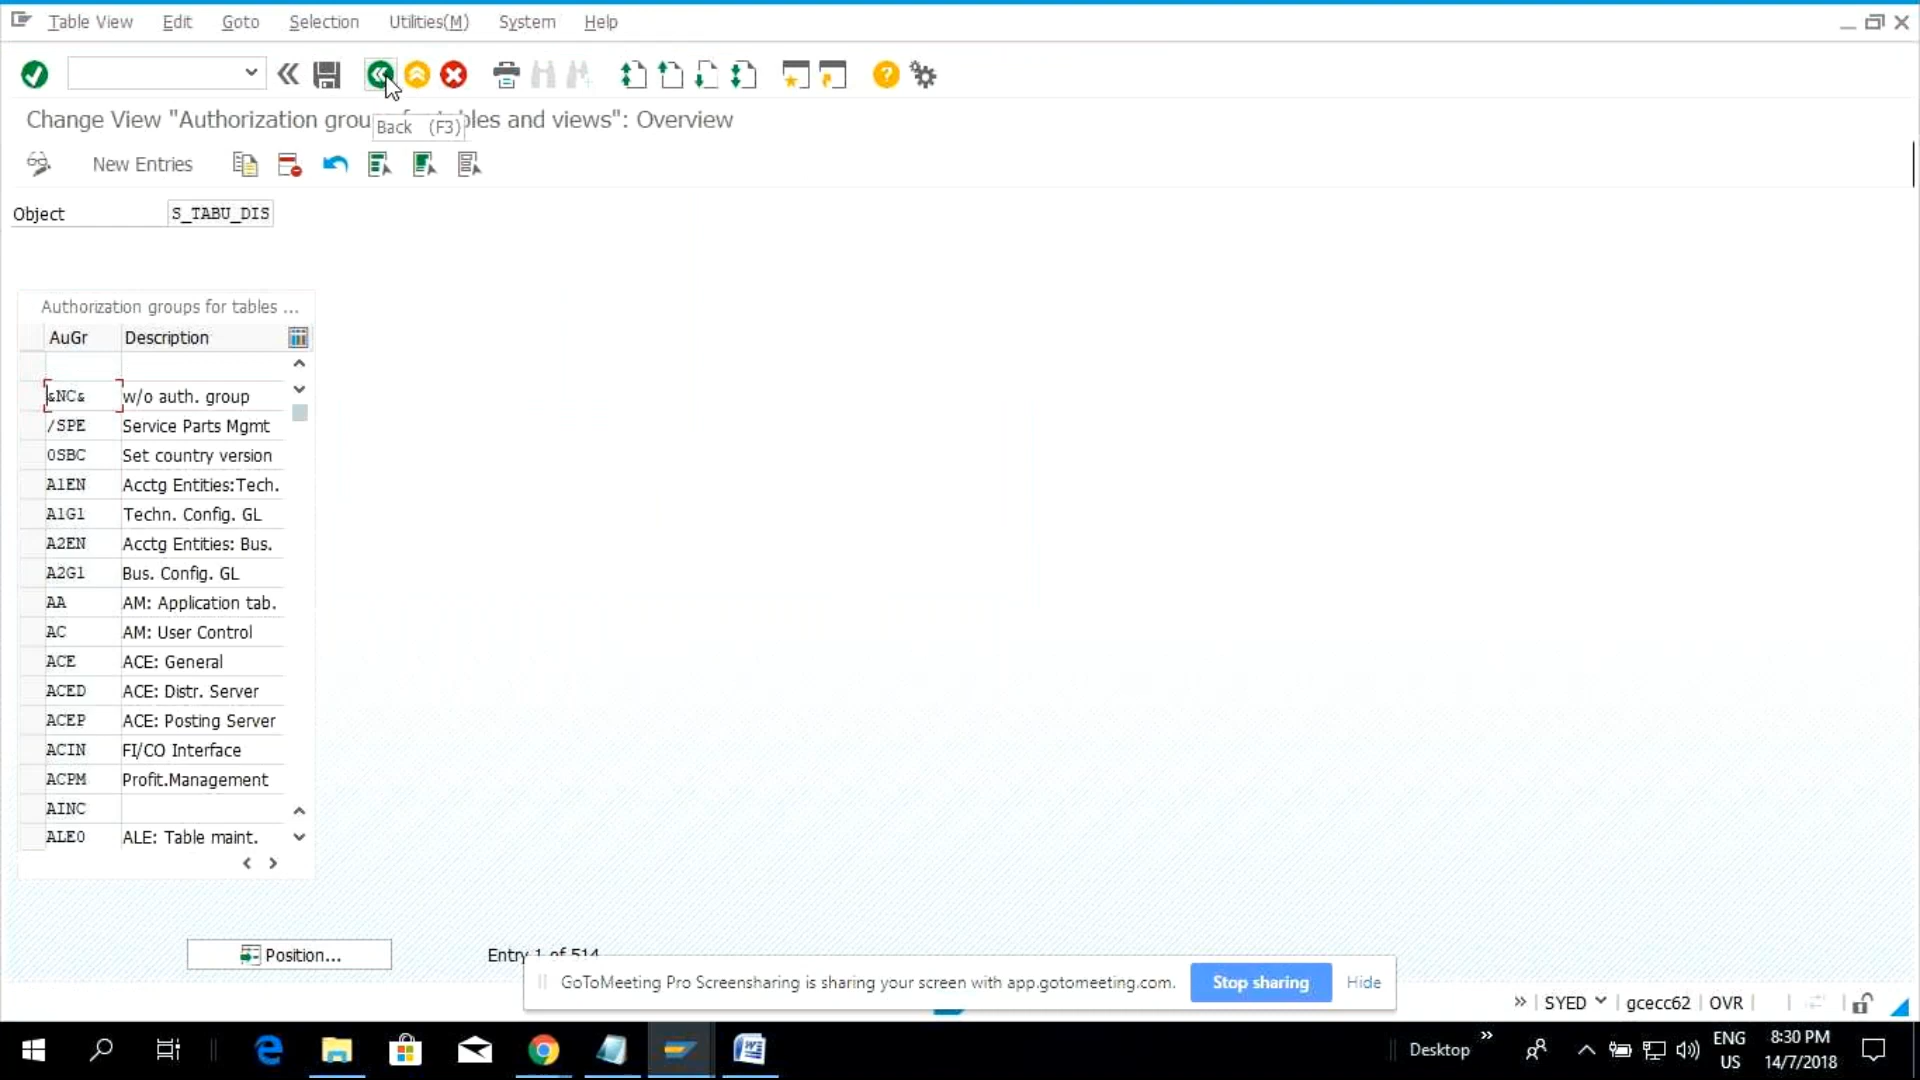 Table View Edit Goto Selection Utilities(M) System Help
Change View "Authorization grou bles and views": Overview
Back (F3)
New Entries
Object S_TABU_DIS
Authorization groups for tables ...
AuGr Description
&NC& w/o auth. group
/SPE Service Parts Mgmt
0SBC Set country version
A1EN Acctg Entities:Tech.
A1G1 Techn. Config. GL
A2EN Acctg Entities: Bus.
A2G1 Bus. Config. GL
AA AM: Application tab.
AC AM: User Control
ACE ACE: General
ACED ACE: Distr. Server
ACEP ACE: Posting Server
ACIN FI/CO Interface
ACPM Profit.Management
AINC
ALE0 ALE: Table maint.
Position... Entry 1 of 514
GoToMeeting Pro Screensharing is sharing your screen with app.gotomeeting.com. Stop sharing Hide
SYED gcecc62 OVR
Desktop ENG US 8:30 PM 14/7/2018